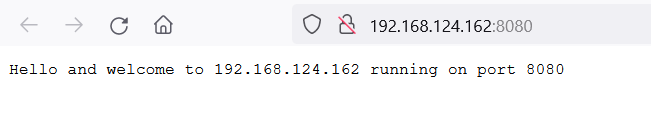 192.168.124.162:8080
Hello and welcome to 192.168.124.162 running on port 8080